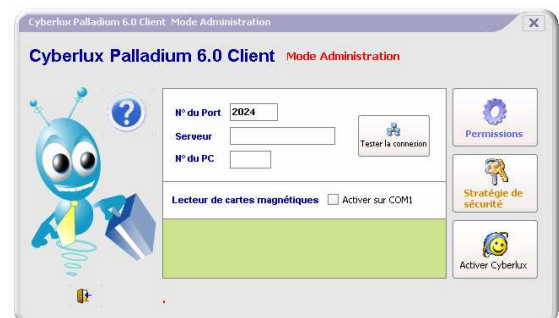 Cyberlux Palladium 6.0 Client Mode Administration
Cyberlux Palladium 6.0 Client Mode Administration
N° du Port 2024
Serveur
Tester la connexion
N° du PC
Lecteur de cartes magnétiques Activer sur COM1
Permissions
Stratégie de
sécurité
Activer Cyberlux